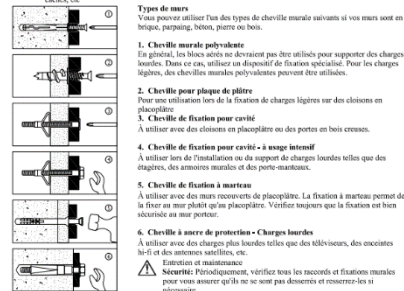 caches, etc
Types de murs
Vous pouvez utiliser l'un des types de cheville murale suivants si vos murs sont en
brique, parpaing, béton, pierre ou bois.
1. Cheville murale polyvalente
En général, les blocs aérés ne devraient pas être utilisés pour supporter des charges
lourdes. Dans ce cas, utilisez un dispositif de fixation spécialisé. Pour les charges
légères, des chevilles murales polyvalentes peuvent être utilisées.
2. Cheville pour plaque de plâtre
Pour une utilisation lors de la fixation de charges légères sur des cloisons en
placoplâtre
3. Cheville de fixation pour cavité
À utiliser avec des cloisons en placoplâtre ou des portes en bois creuses.
4. Cheville de fixation pour cavité - à usage intensif
À utiliser lors de l'installation ou du support de charges lourdes telles que des
étagères, des armoires murales et des porte-manteaux.
5. Cheville de fixation à marteau
À utiliser avec des murs recouverts de placoplâtre. La fixation à marteau permet de
la fixer au mur plutôt qu'au placoplâtre. Vérifiez toujours que la fixation est bien
sécurisée au mur porteur.
6. Cheville à ancre de protection - Charges lourdes
À utiliser avec des charges plus lourdes telles que des téléviseurs, des enceintes
hi-fi et des antennes satellites, etc.
Entretien et maintenance
Sécurité: Périodiquement, vérifiez tous les raccords et fixations murales
pour vous assurer qu'ils ne se sont pas desserrés et resserrez-les si
nécessaire
1
2
3
4
5
6